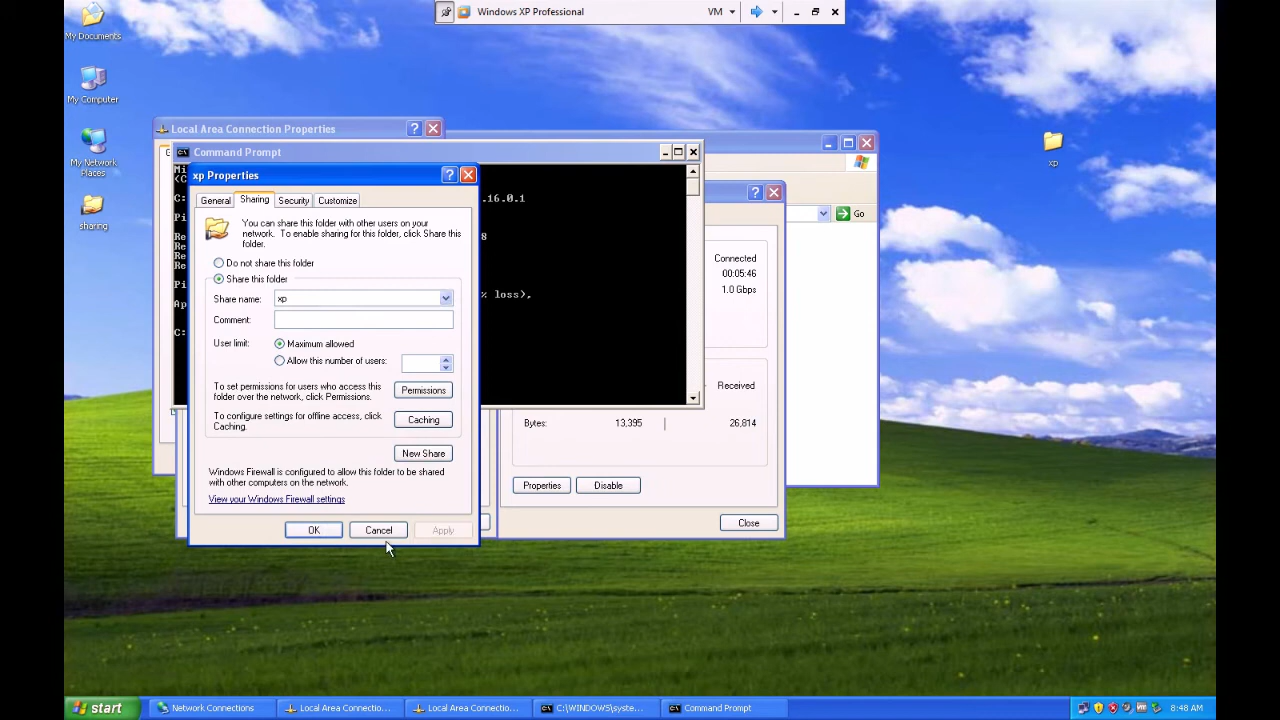 Windows XP Professional
VM
My Documents
My Computer
My Network
Places
sharing
xp
Local Area Connection Properties
Command Prompt
xp Properties
General
Sharing
Security
Customize
You can share this folder with other users on your
network. To enable sharing for this folder, click Share this
folder.
Do not share this folder
Share this folder
Share name:
xp
Comment:
User limit:
Maximum allowed
Allow this number of users:
To set permissions for users who access this
folder over the network, click Permissions.
Permissions
To configure settings for offline access, click
Caching.
Caching
New Share
Windows Firewall is configured to allow this folder to be shared
with other computers on the network.
View your Windows Firewall settings
OK
Cancel
Apply
.16.0.1
8
% loss),
Go
Connected
00:05:46
1.0 Gbps
Received
Bytes:
13,395
26,814
Properties
Disable
Close
start
Network Connections
Local Area Connectio...
Local Area Connectio...
C:\WINDOWS\syste...
Command Prompt
8:48 AM